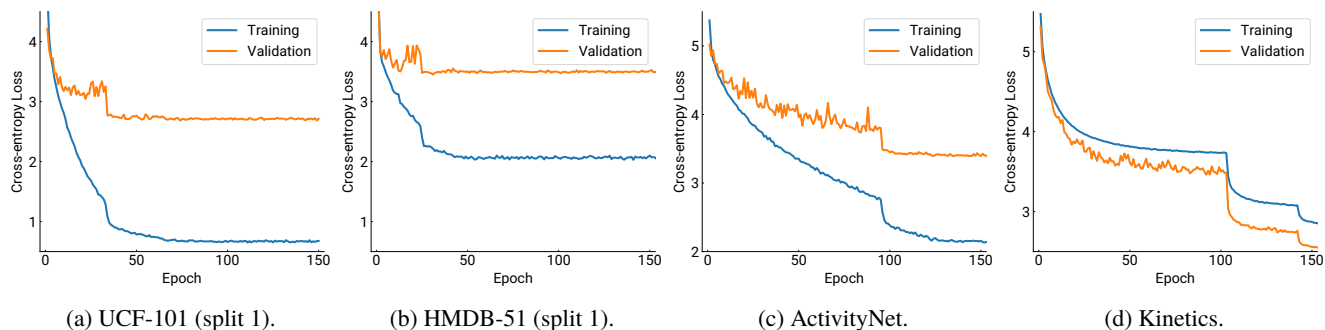 Training
Validation
Cross-entropy Loss
4
3
2
1
0
50
100
150
Epoch
(a) UCF-101 (split 1).
Training
Validation
Cross-entropy Loss
4
3
2
1
0
50
100
150
Epoch
(b) HMDB-51 (split 1).
Training
Validation
Cross-entropy Loss
5
4
3
2
0
50
100
150
Epoch
(c) ActivityNet.
Training
Validation
Cross-entropy Loss
5
4
3
0
50
100
150
Epoch
(d) Kinetics.